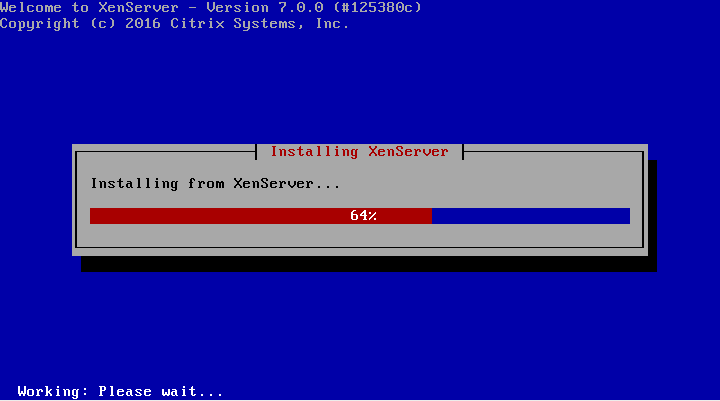 Welcome to XenServer - Version 7.0.0 (#125380c)
Copyright (c) 2016 Citrix Systems, Inc.
Installing XenServer
Installing from XenServer...
64%
Working: Please wait...